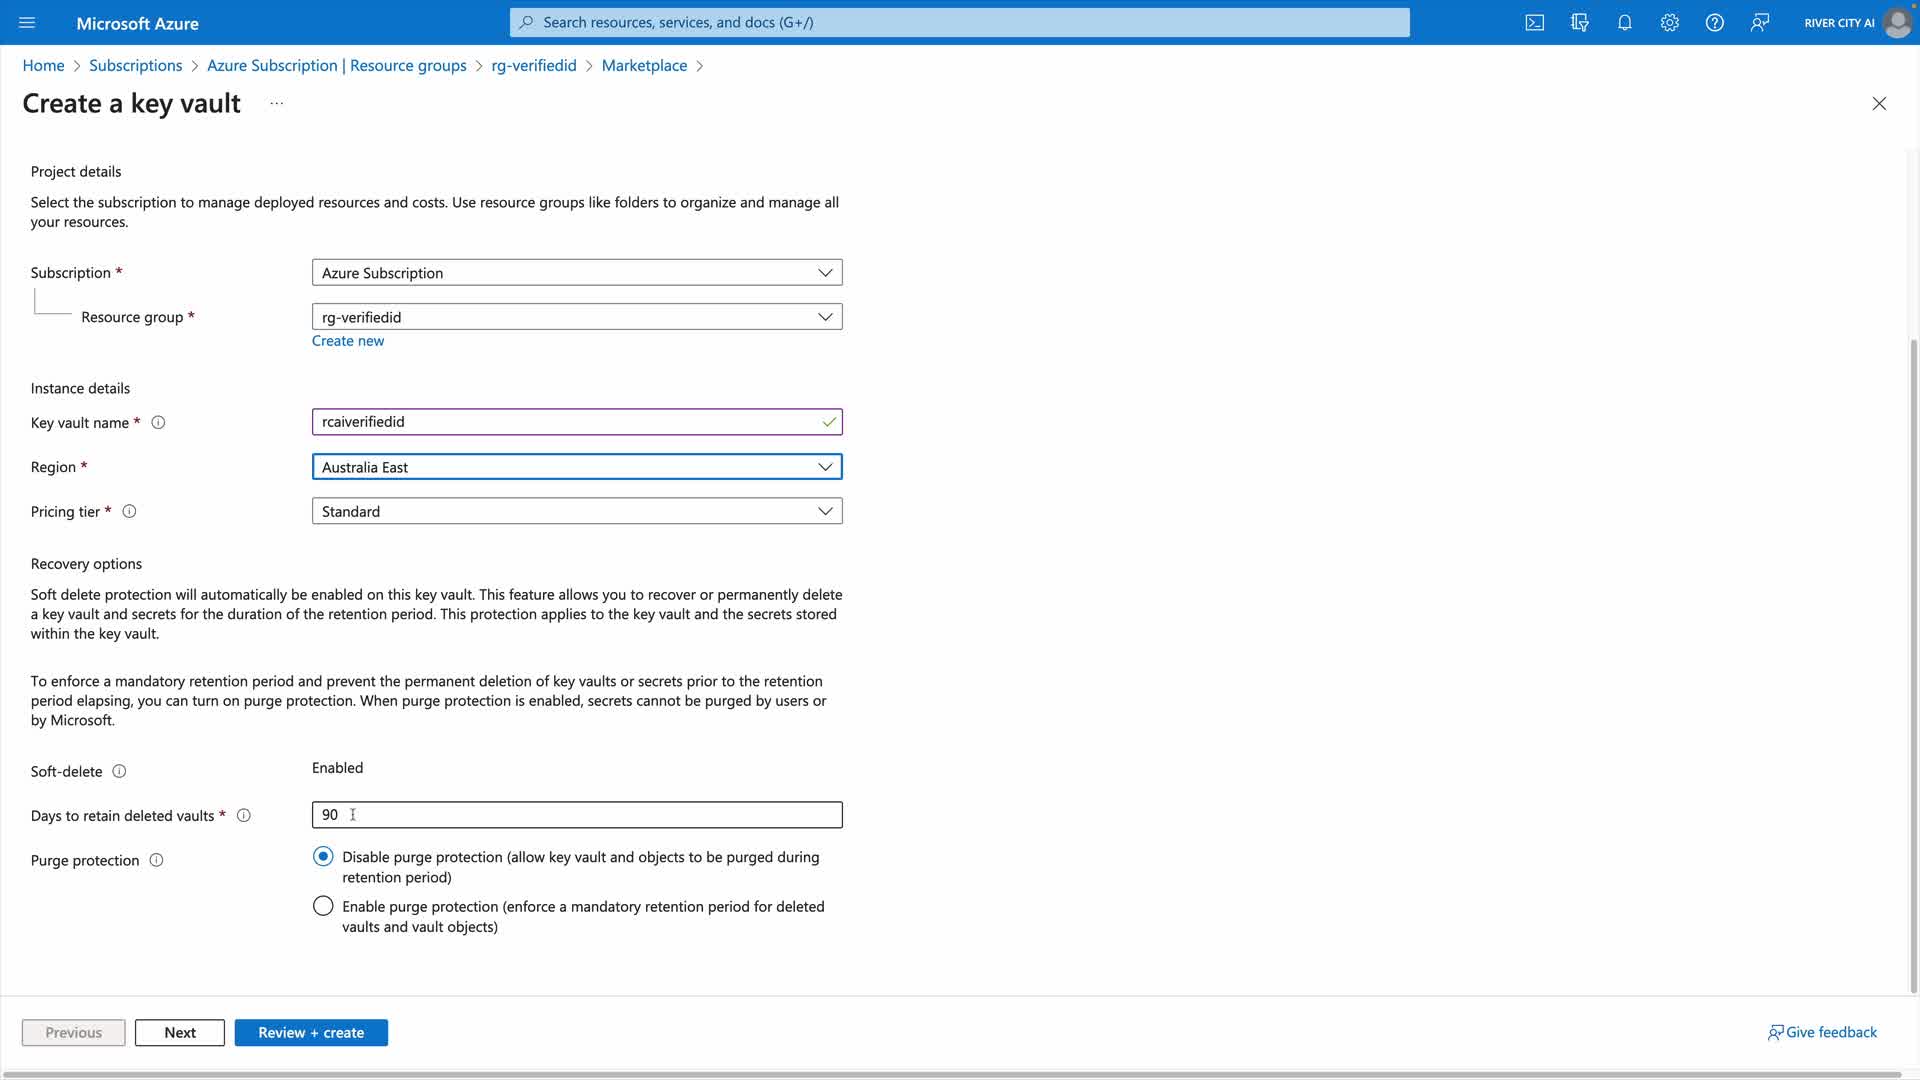 Microsoft Azure
Search resources, services, and docs (G+/)
RIVER CITY AI
Home > Subscriptions > Azure Subscription | Resource groups > rg-verifiedid > Marketplace >
Create a key vault ...
Project details
Select the subscription to manage deployed resources and costs. Use resource groups like folders to organize and manage all
your resources.
Subscription *
Azure Subscription
Resource group *
rg-verifiedid
Create new
Instance details
Key vault name *
rcaiverifiedid
Region *
Australia East
Pricing tier *
Standard
Recovery options
Soft delete protection will automatically be enabled on this key vault. This feature allows you to recover or permanently delete
a key vault and secrets for the duration of the retention period. This protection applies to the key vault and the secrets stored
within the key vault.
To enforce a mandatory retention period and prevent the permanent deletion of key vaults or secrets prior to the retention
period elapsing, you can turn on purge protection. When purge protection is enabled, secrets cannot be purged by users or
by Microsoft.
Soft-delete
Enabled
Days to retain deleted vaults *
90
Purge protection
Disable purge protection (allow key vault and objects to be purged during
retention period)
Enable purge protection (enforce a mandatory retention period for deleted
vaults and vault objects)
Previous
Next
Review + create
Give feedback